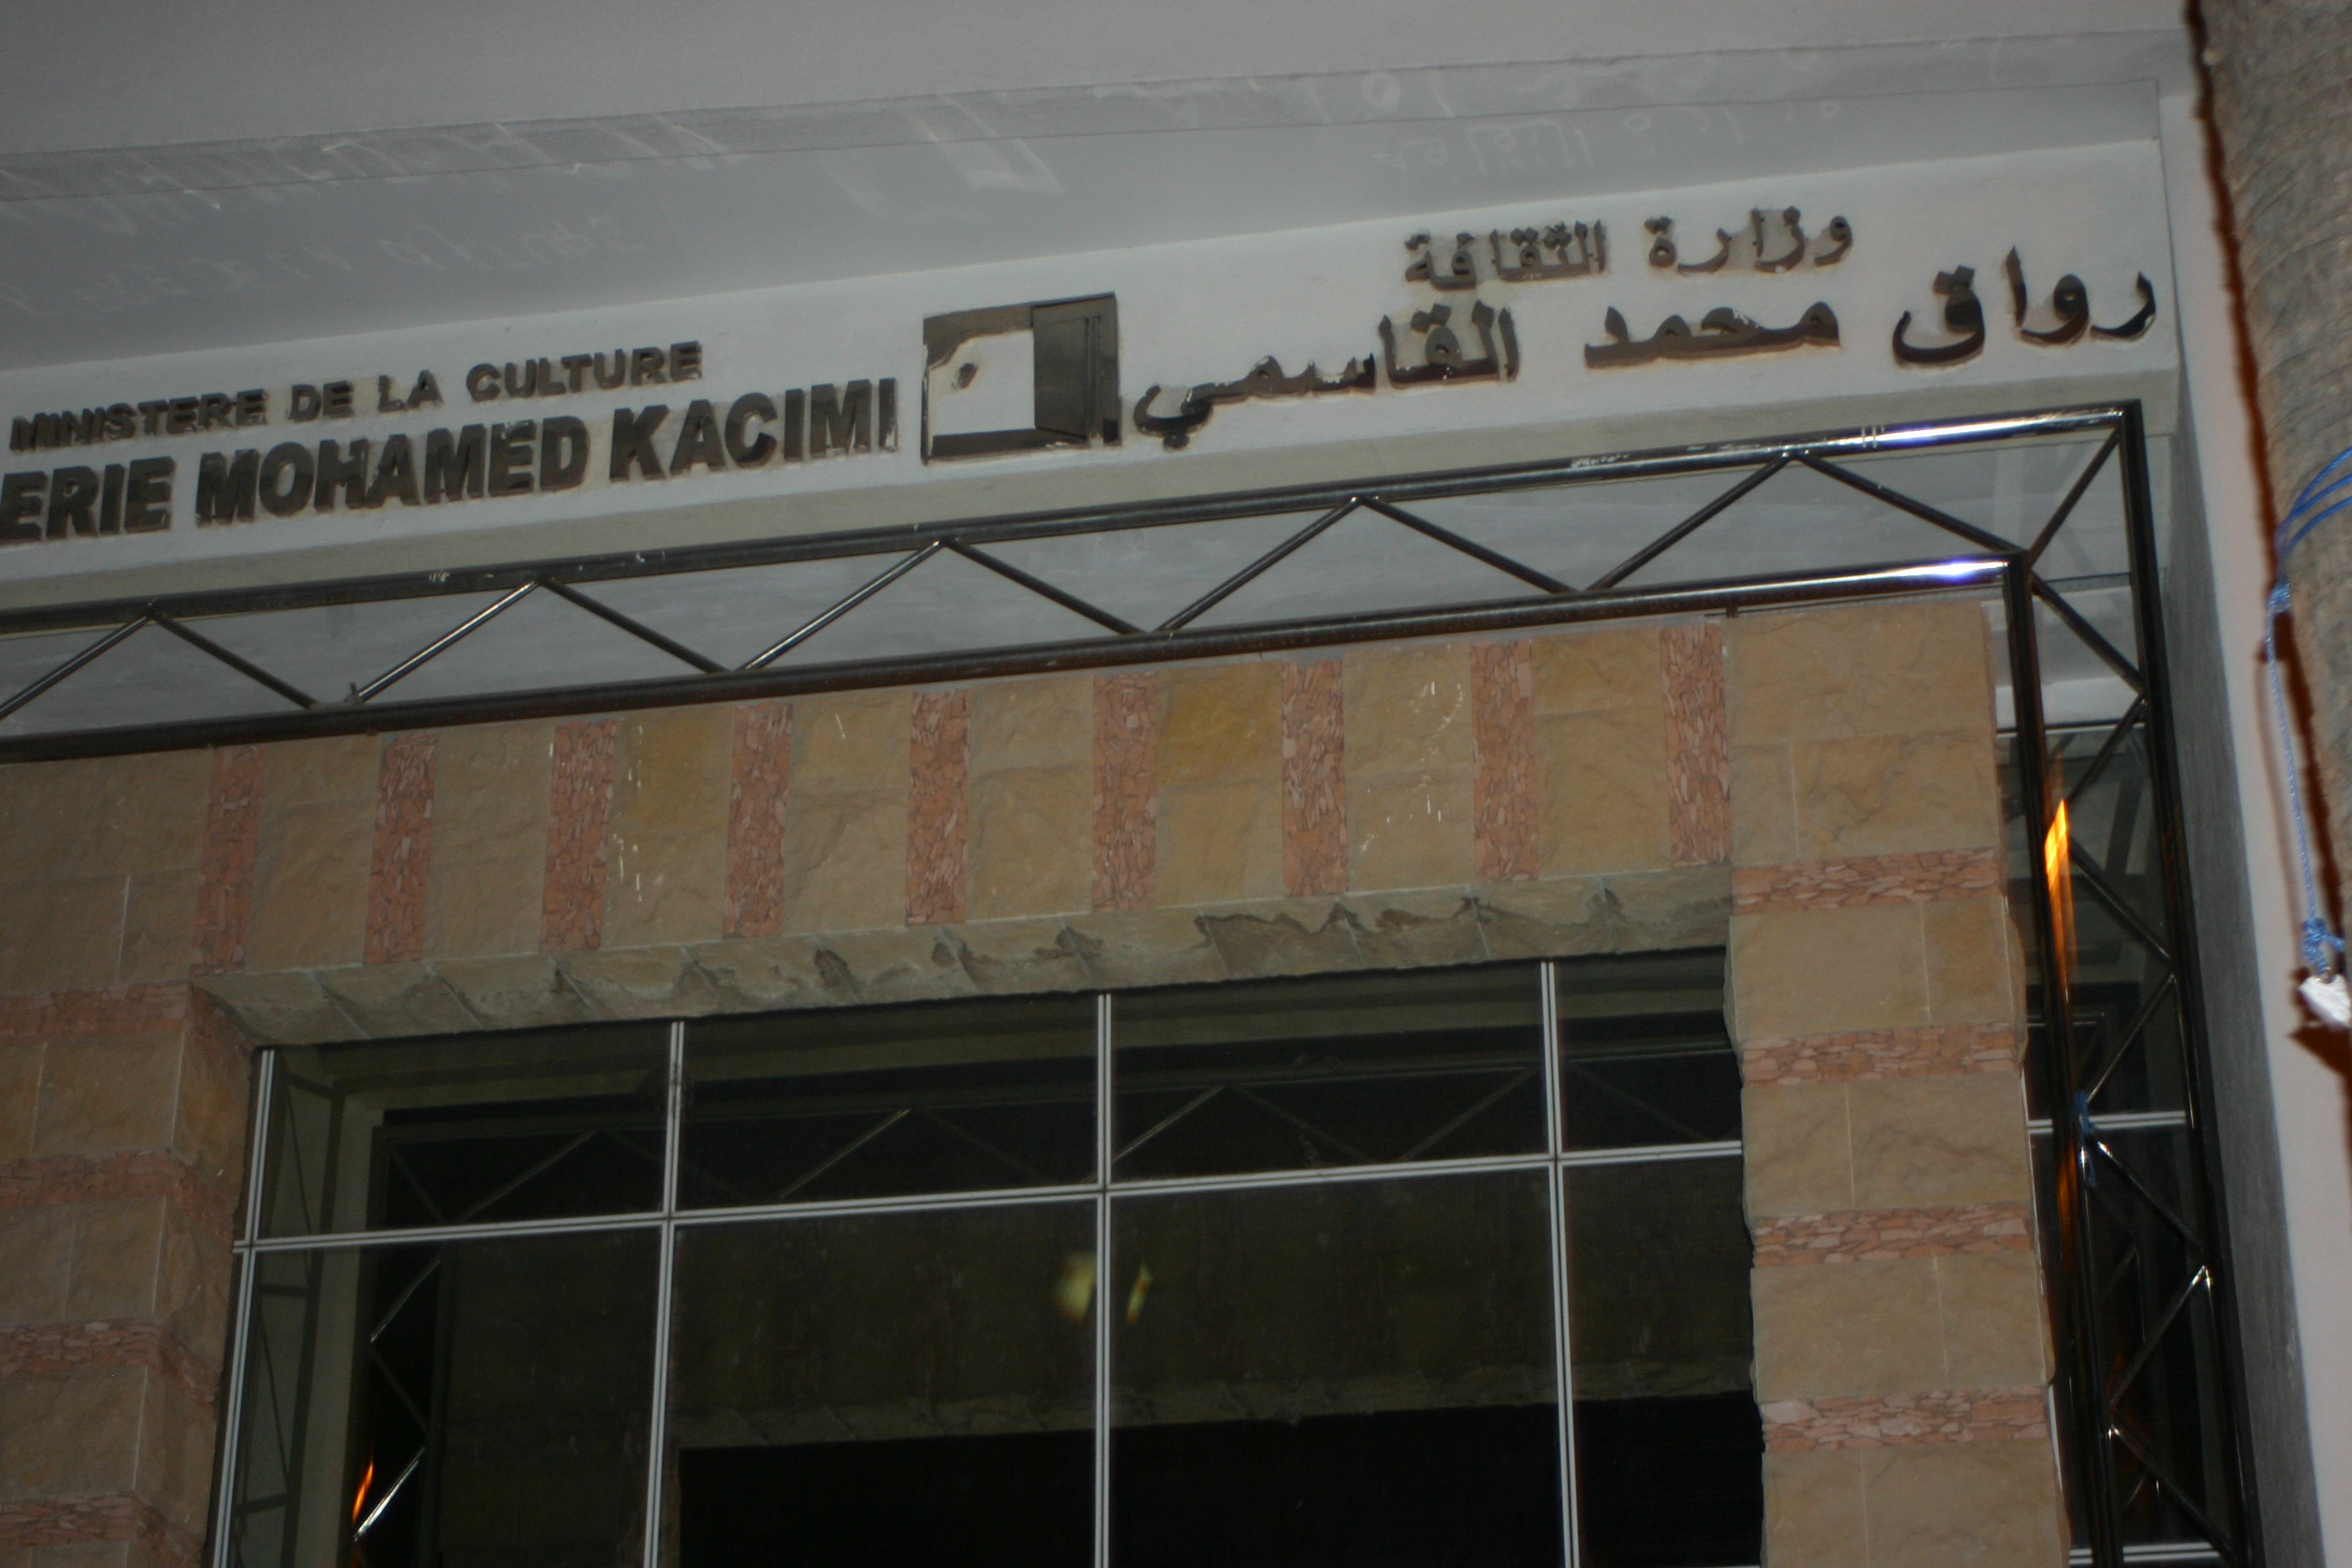 وزارة الثقافة
رواق محمد القاسمي
MINISTERE DE LA CULTURE
ERIE MOHAMED KACIMI